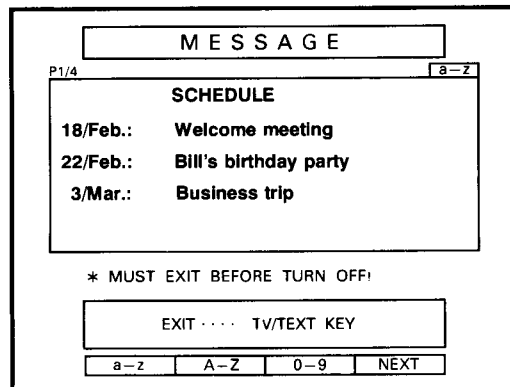 MESSAGE
P1/4 a-z
SCHEDULE
18/Feb.: Welcome meeting
22/Feb.: Bill's birthday party
3/Mar.: Business trip
* MUST EXIT BEFORE TURN OFF!
EXIT ···· TV/TEXT KEY
a-z A-Z 0-9 NEXT